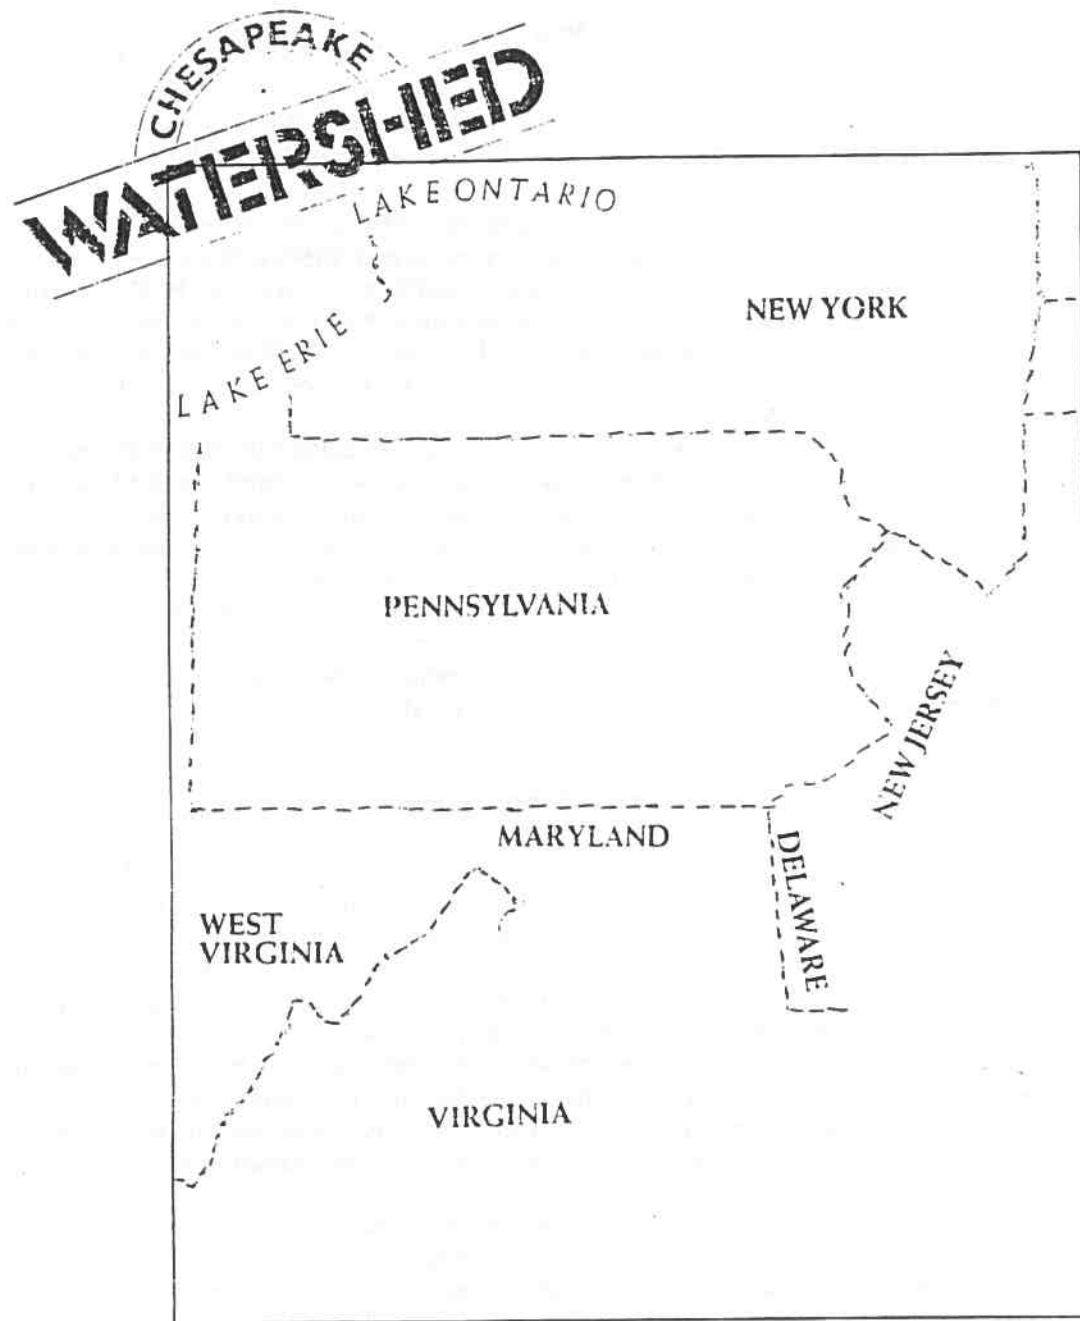 CHESAPEAKE
WATERSHED
LAKE ONTARIO
NEW YORK
LAKE ERIE
PENNSYLVANIA
NEW JERSEY
MARYLAND
DELAWARE
WEST
VIRGINIA
VIRGINIA